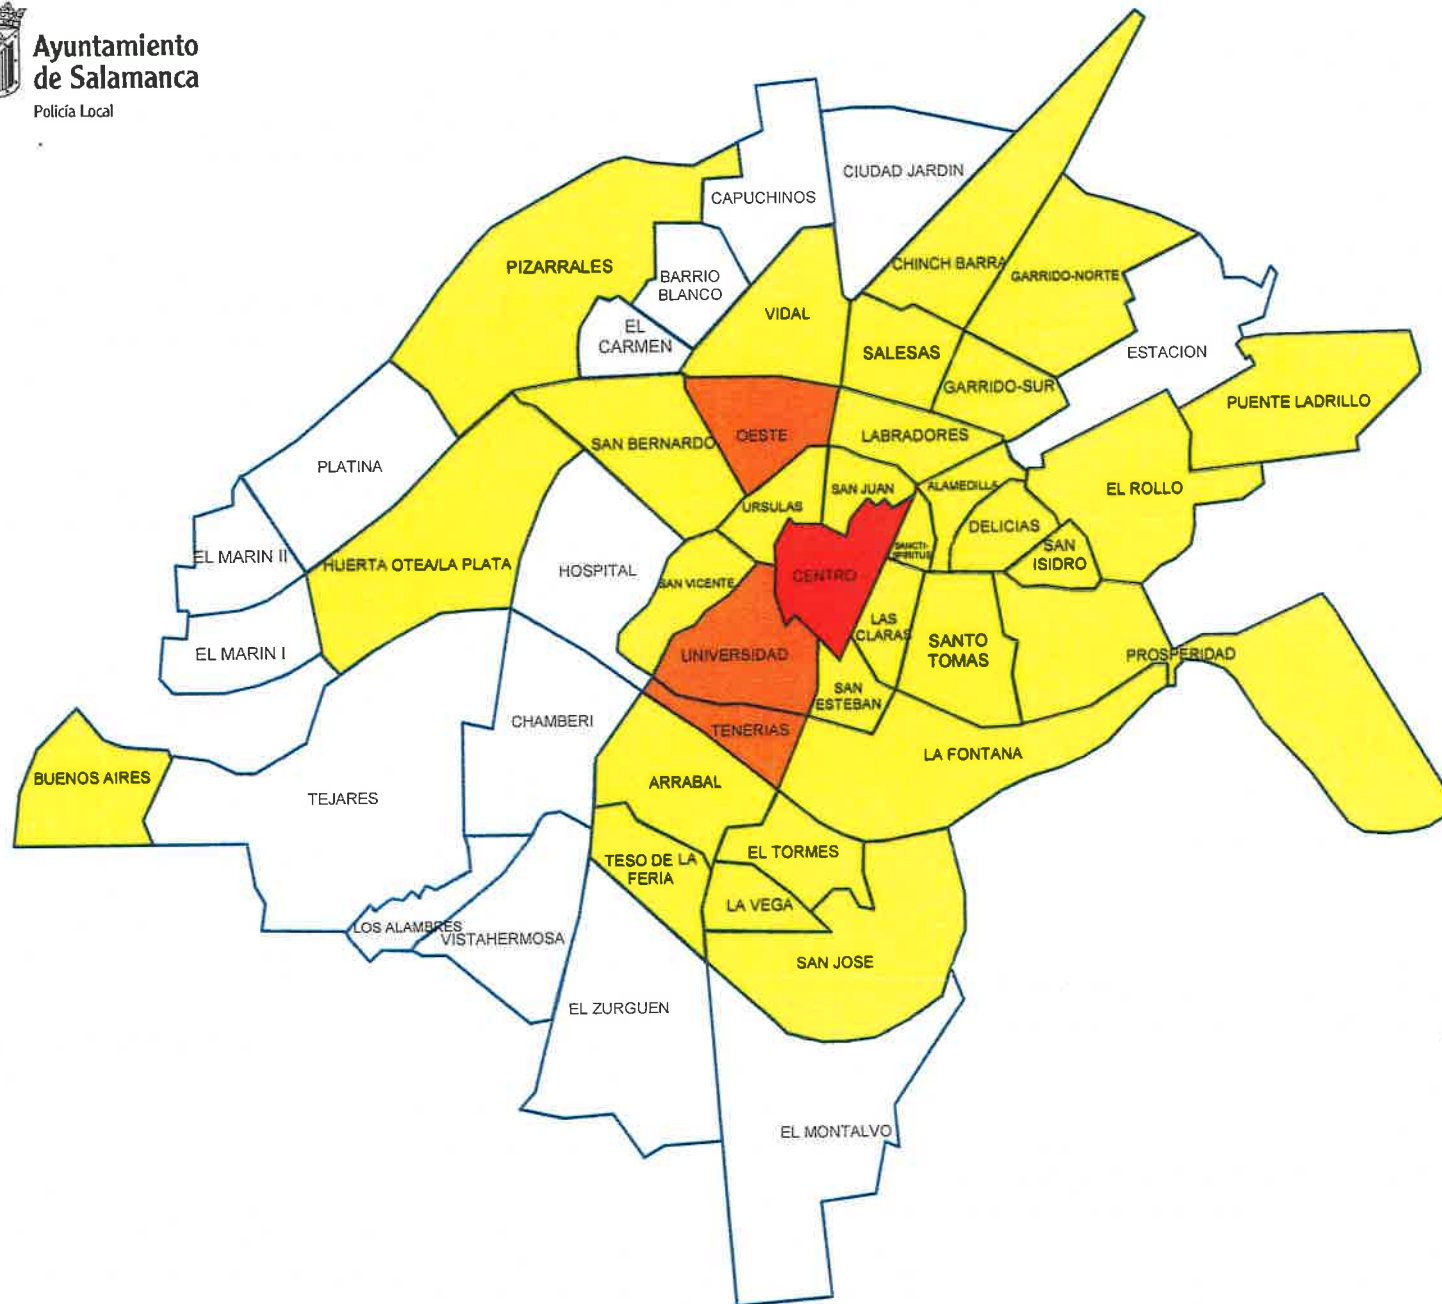 Ayuntamiento
de Salamanca
Policía Local
CIUDAD JARDIN
CAPUCHINOS
PIZARRALES
BARRIO
BLANCO
CHINCH BARRA
GARRIDO-NORTE
VIDAL
EL
CARMEN
SALESAS
ESTACION
GARRIDO-SUR
PUENTE LADRILLO
SAN BERNARDO
OESTE
LABRADORES
PLATINA
SAN JUAN
ALAMEDILLA
EL ROLLO
URSULAS
DELICIAS
EL MARIN II
HUERTA OTEA/LA PLATA
HOSPITAL
SAN VICENTE
CENTRO
SANCTI-
SPIRITUS
SAN
ISIDRO
LAS
CLARAS
SANTO
TOMAS
EL MARIN I
UNIVERSIDAD
PROSPERIDAD
SAN
ESTEBAN
CHAMBERI
TENERIAS
LA FONTANA
BUENOS AIRES
ARRABAL
TEJARES
TESO DE LA
FERIA
EL TORMES
LA VEGA
LOS ALAMBRES
VISTAHERMOSA
SAN JOSE
EL ZURGUEN
EL MONTALVO